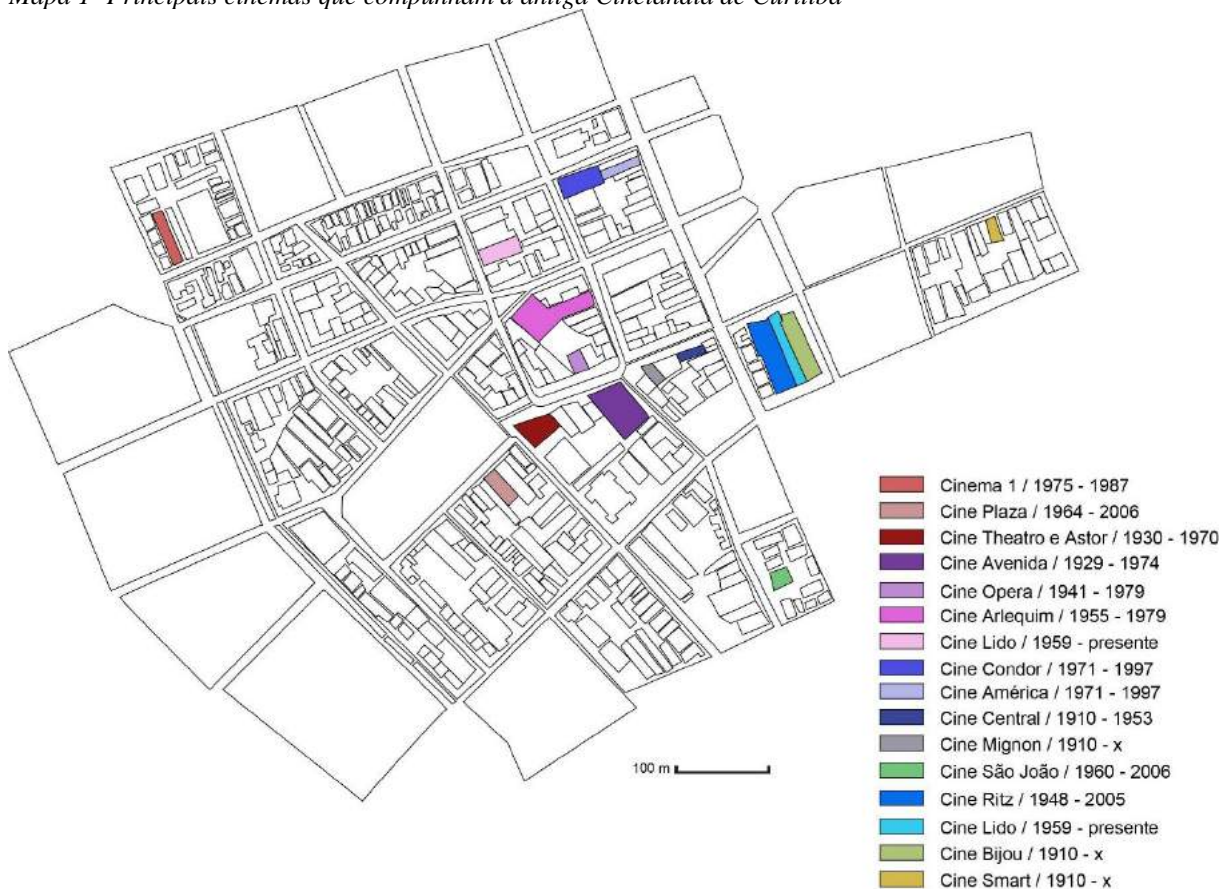 Mapa 1- Principais cinemas que compunham a antiga Cinelândia de Curitiba
100 m
Cinema 1 / 1975 - 1987
Cine Plaza / 1964 - 2006
Cine Theatro e Astor / 1930 - 1970
Cine Avenida / 1929 - 1974
Cine Opera / 1941 - 1979
Cine Arlequim / 1955 - 1979
Cine Lido / 1959 - presente
Cine Condor / 1971 - 1997
Cine América / 1971 - 1997
Cine Central / 1910 - 1953
Cine Mignon / 1910 - x
Cine São João / 1960 - 2006
Cine Ritz / 1948 - 2005
Cine Lido / 1959 - presente
Cine Bijou / 1910 - x
Cine Smart / 1910 - x